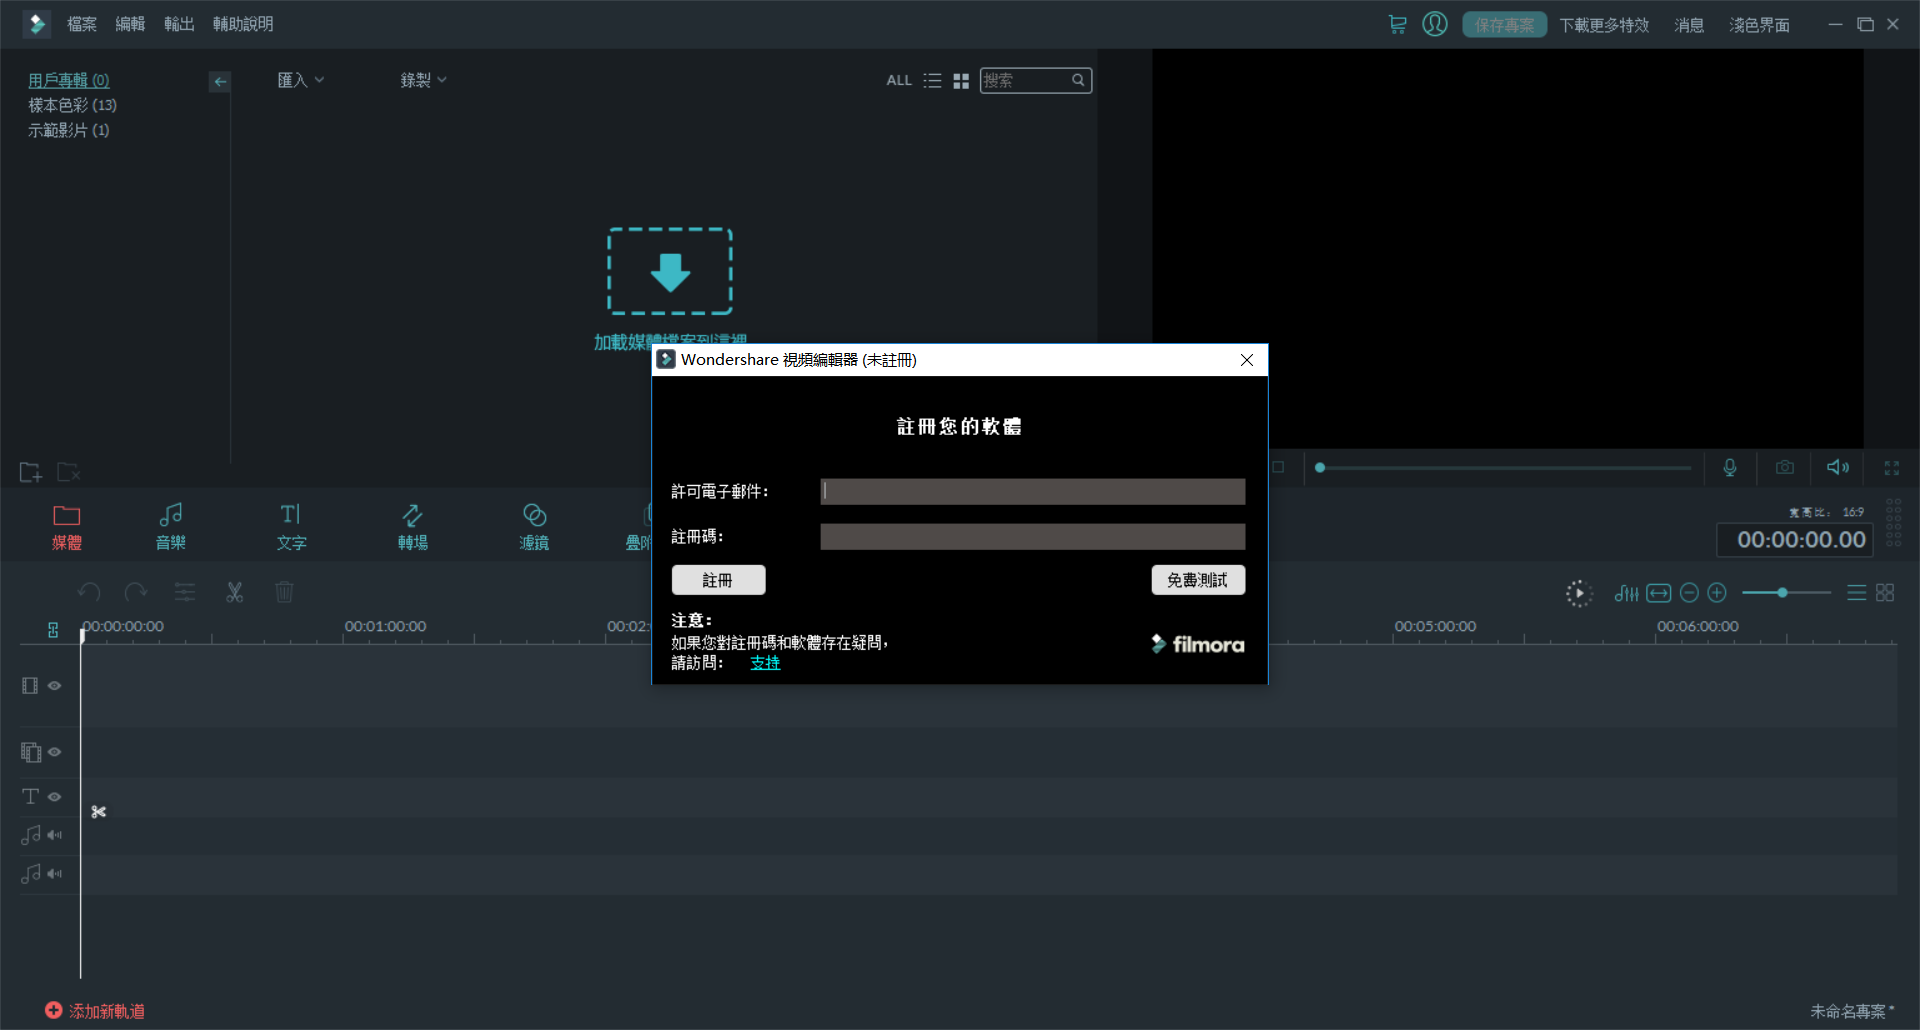 檔案 編輯 輸出 輔助說明
保存專案 下載更多特效 消息 淺色界面
用戶專輯 (0)
樣本色彩 (13)
示範影片 (1)
匯入 錄製
ALL 搜索
加載媒體檔案到這裡
Wondershare 視頻編輯器 (未註冊)
註冊您的軟體
許可電子郵件:
註冊碼:
註冊 免費測試
注意:
如果您對註冊碼和軟體存在疑問,
請訪問: 支持
filmora
媒體 音樂 文字 轉場 濾鏡
寬高比: 16:9
00:00:00.00
00:00:00:00 00:01:00:00 00:02: 00:05:00:00 00:06:00:00
添加新軌道
未命名專案*